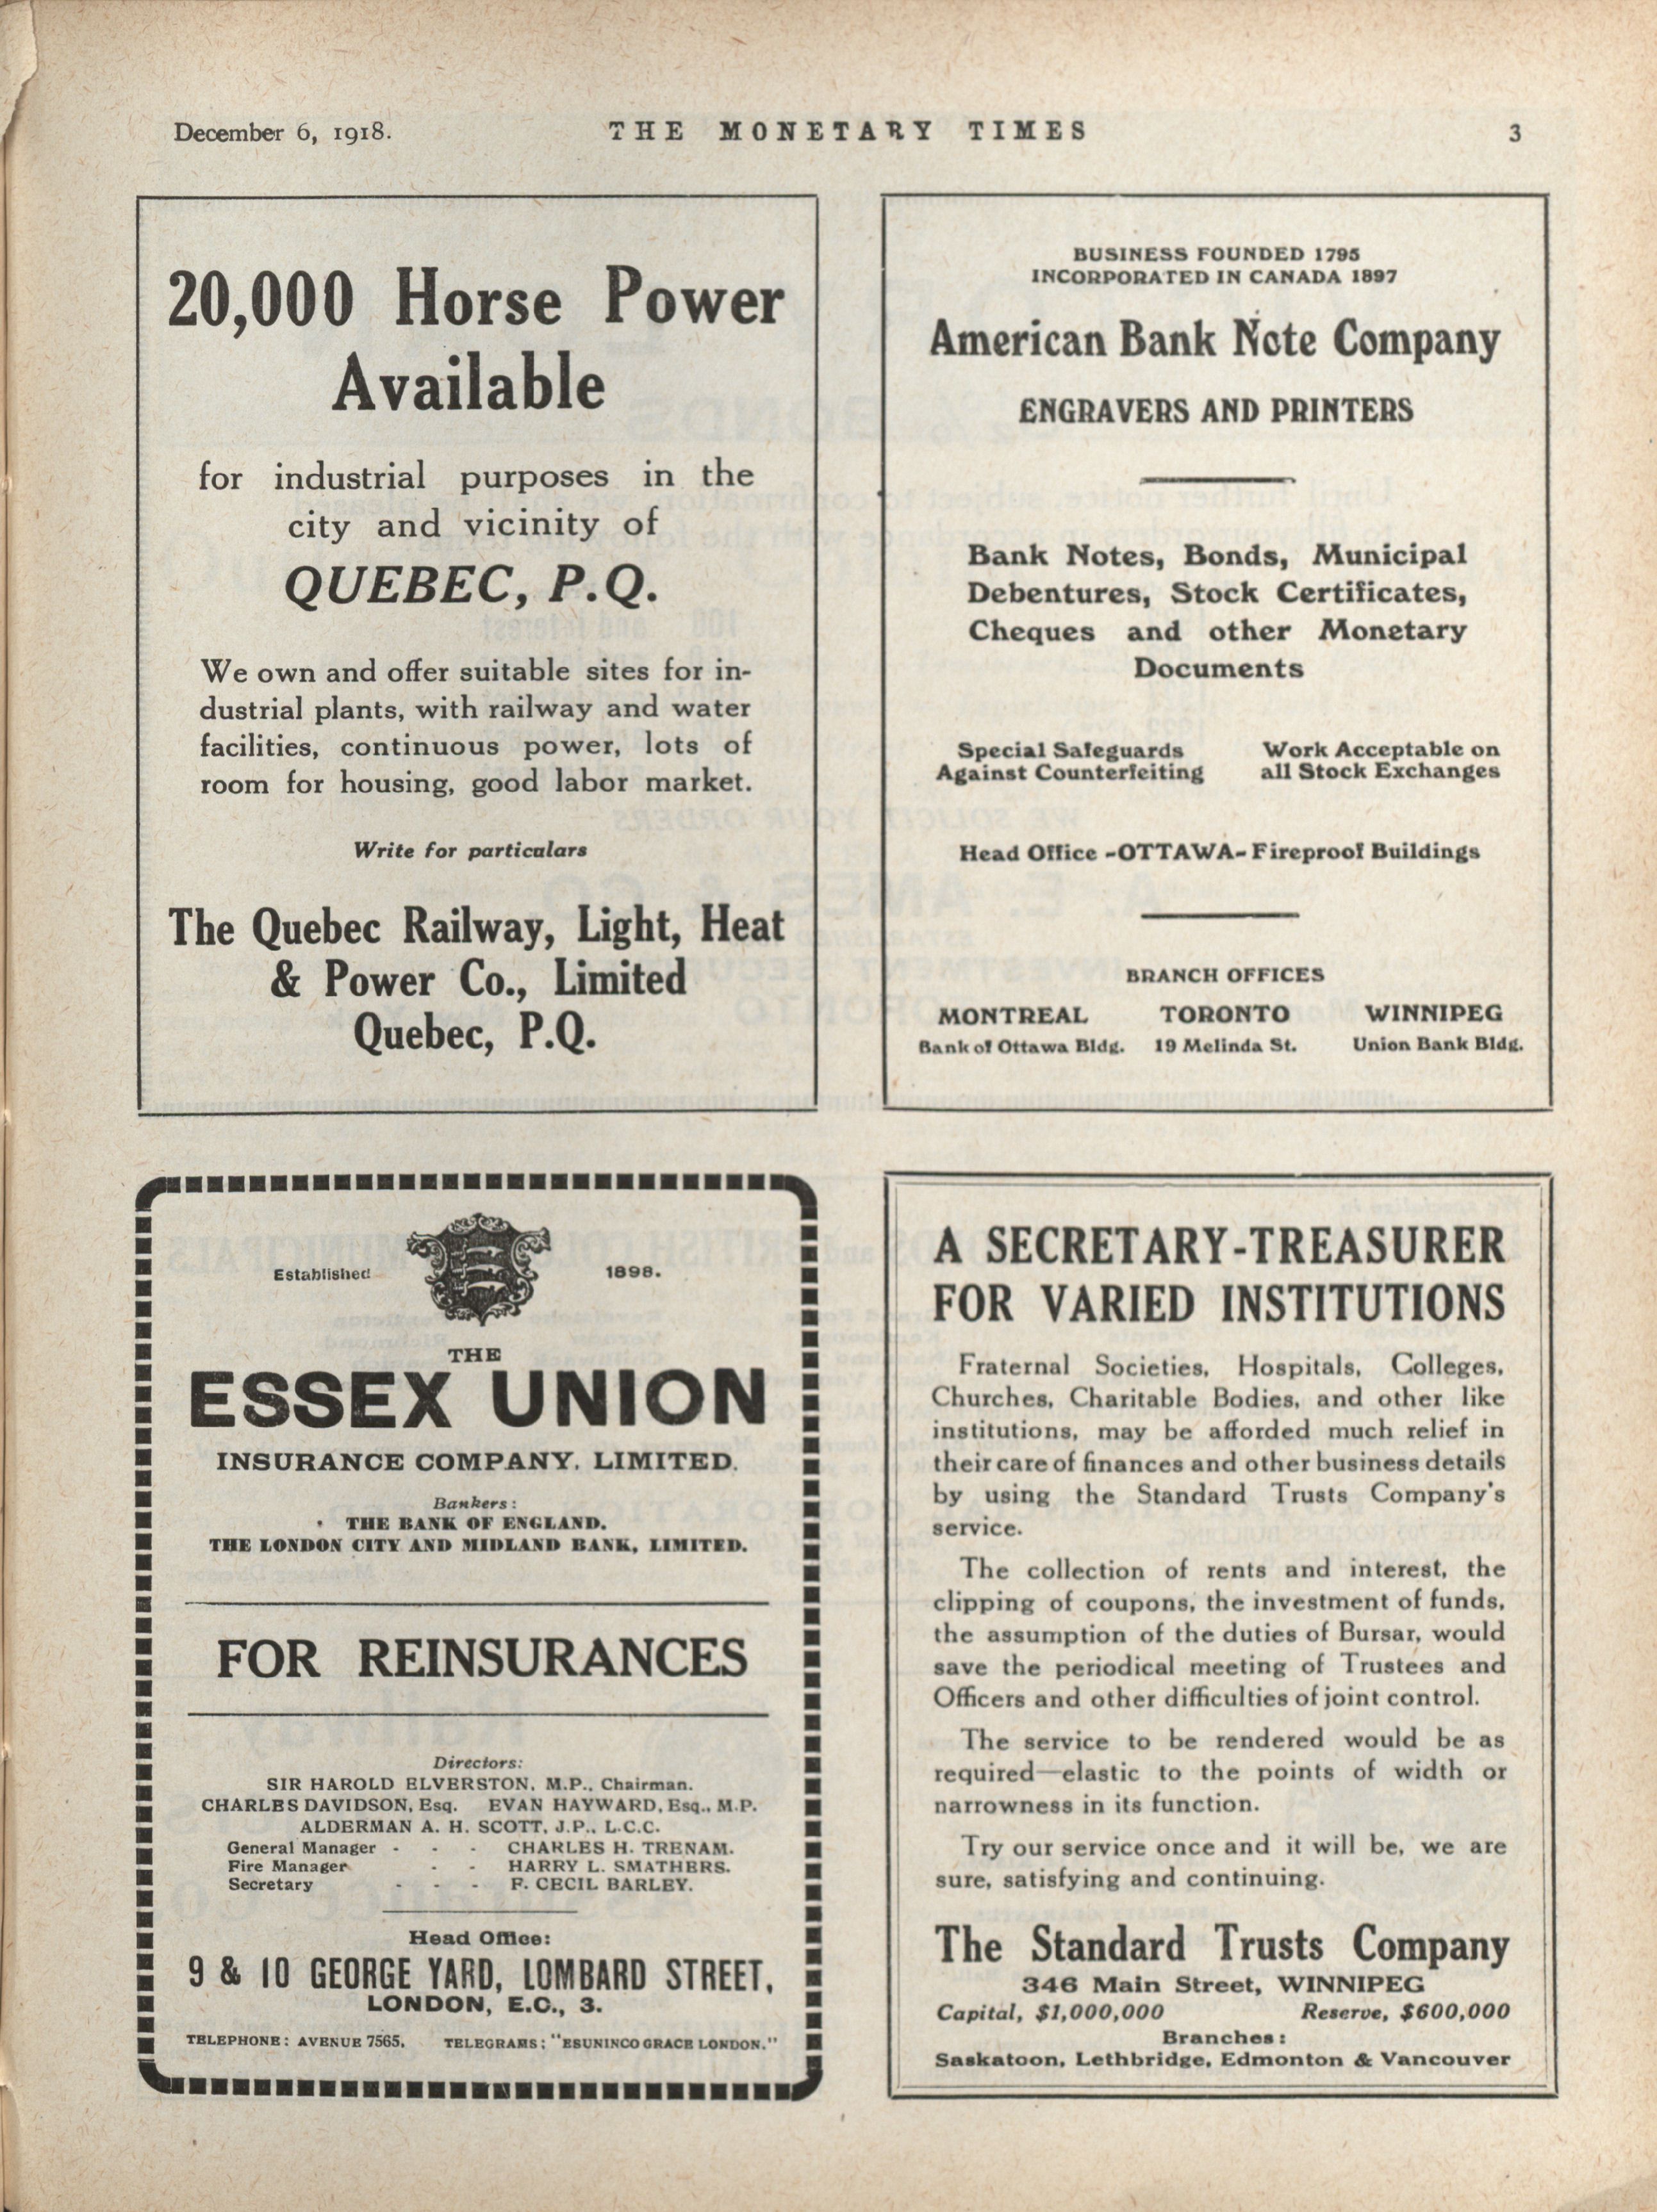 December 6, 1918.
THE MONETARY TIMES
3
20,000 Horse Power
Available
for industrial purposes in the
city and vicinity of
QUEBEC, P.Q.
We own and offer suitable sites for in-
dustrial plants, with railway and water
facilities, continuous power, lots of
room for housing, good labor market.
Write for particulars
The Quebec Railway, Light, Heat
& Power Co., Limited
Quebec, P.Q.
BUSINESS FOUNDED 1795
INCORPORATED IN CANADA 1897
American Bank Note Company
ENGRAVERS AND PRINTERS
Bank Notes, Bonds, Municipal
Debentures, Stock Certificates,
Cheques and other Monetary
Documents
Special Safeguards
Against Counterfeiting
Work Acceptable on
all Stock Exchanges
Head Office -OTTAWA- Fireproof Buildings
BRANCH OFFICES
MONTREAL TORONTO WINNIPEG
Bank of Ottawa Bldg. 19 Melinda St. Union Bank Bldg.
Established 1898.
THE
ESSEX UNION
INSURANCE COMPANY, LIMITED.
Bankers:
THE BANK OF ENGLAND.
THE LONDON CITY AND MIDLAND BANK, LIMITED.
FOR REINSURANCES
Directors:
SIR HAROLD ELVERSTON, M.P., Chairman.
CHARLES DAVIDSON, Esq. EVAN HAYWARD, Esq., M.P.
ALDERMAN A. H. SCOTT, J.P., L.C.C.
General Manager - - - CHARLES H. TRENAM.
Fire Manager - - HARRY L. SMATHERS.
Secretary - - - F. CECIL BARLEY.
Head Office:
9 & 10 GEORGE YARD, LOMBARD STREET,
LONDON, E.C., 3.
TELEPHONE: AVENUE 7565. TELEGRAMS: "ESUNINCO GRACE LONDON."
A SECRETARY-TREASURER
FOR VARIED INSTITUTIONS
Fraternal Societies, Hospitals, Colleges,
Churches, Charitable Bodies, and other like
institutions, may be afforded much relief in
their care of finances and other business details
by using the Standard Trusts Company's
service.
The collection of rents and interest, the
clipping of coupons, the investment of funds,
the assumption of the duties of Bursar, would
save the periodical meeting of Trustees and
Officers and other difficulties of joint control.
The service to be rendered would be as
required—elastic to the points of width or
narrowness in its function.
Try our service once and it will be, we are
sure, satisfying and continuing.
The Standard Trusts Company
346 Main Street, WINNIPEG
Capital, $1,000,000 Reserve, $600,000
Branches:
Saskatoon, Lethbridge, Edmonton & Vancouver